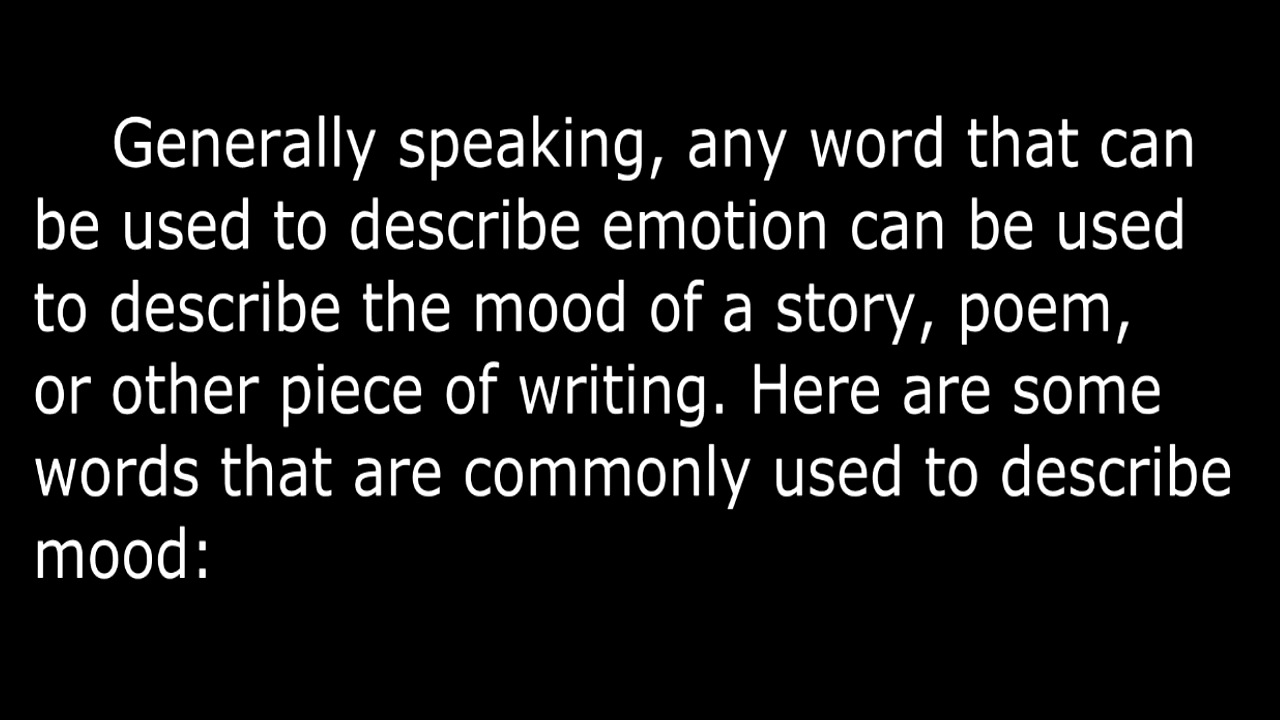 Generally speaking, any word that can
be used to describe emotion can be used
to describe the mood of a story, poem,
or other piece of writing. Here are some
words that are commonly used to describe
mood: